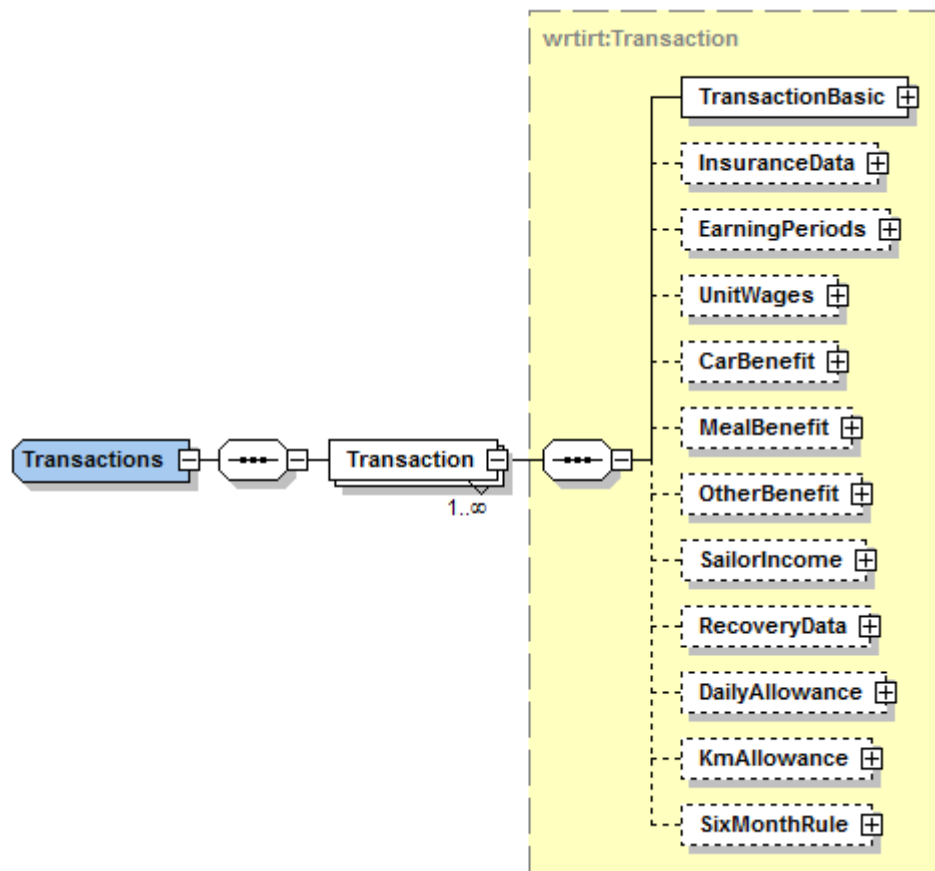 wrtirt:Transaction
TransactionBasic
InsuranceData
EarningPeriods
UnitWages
CarBenefit
MealBenefit
Transactions
Transaction
1..∞
OtherBenefit
SailorIncome
RecoveryData
DailyAllowance
KmAllowance
SixMonthRule